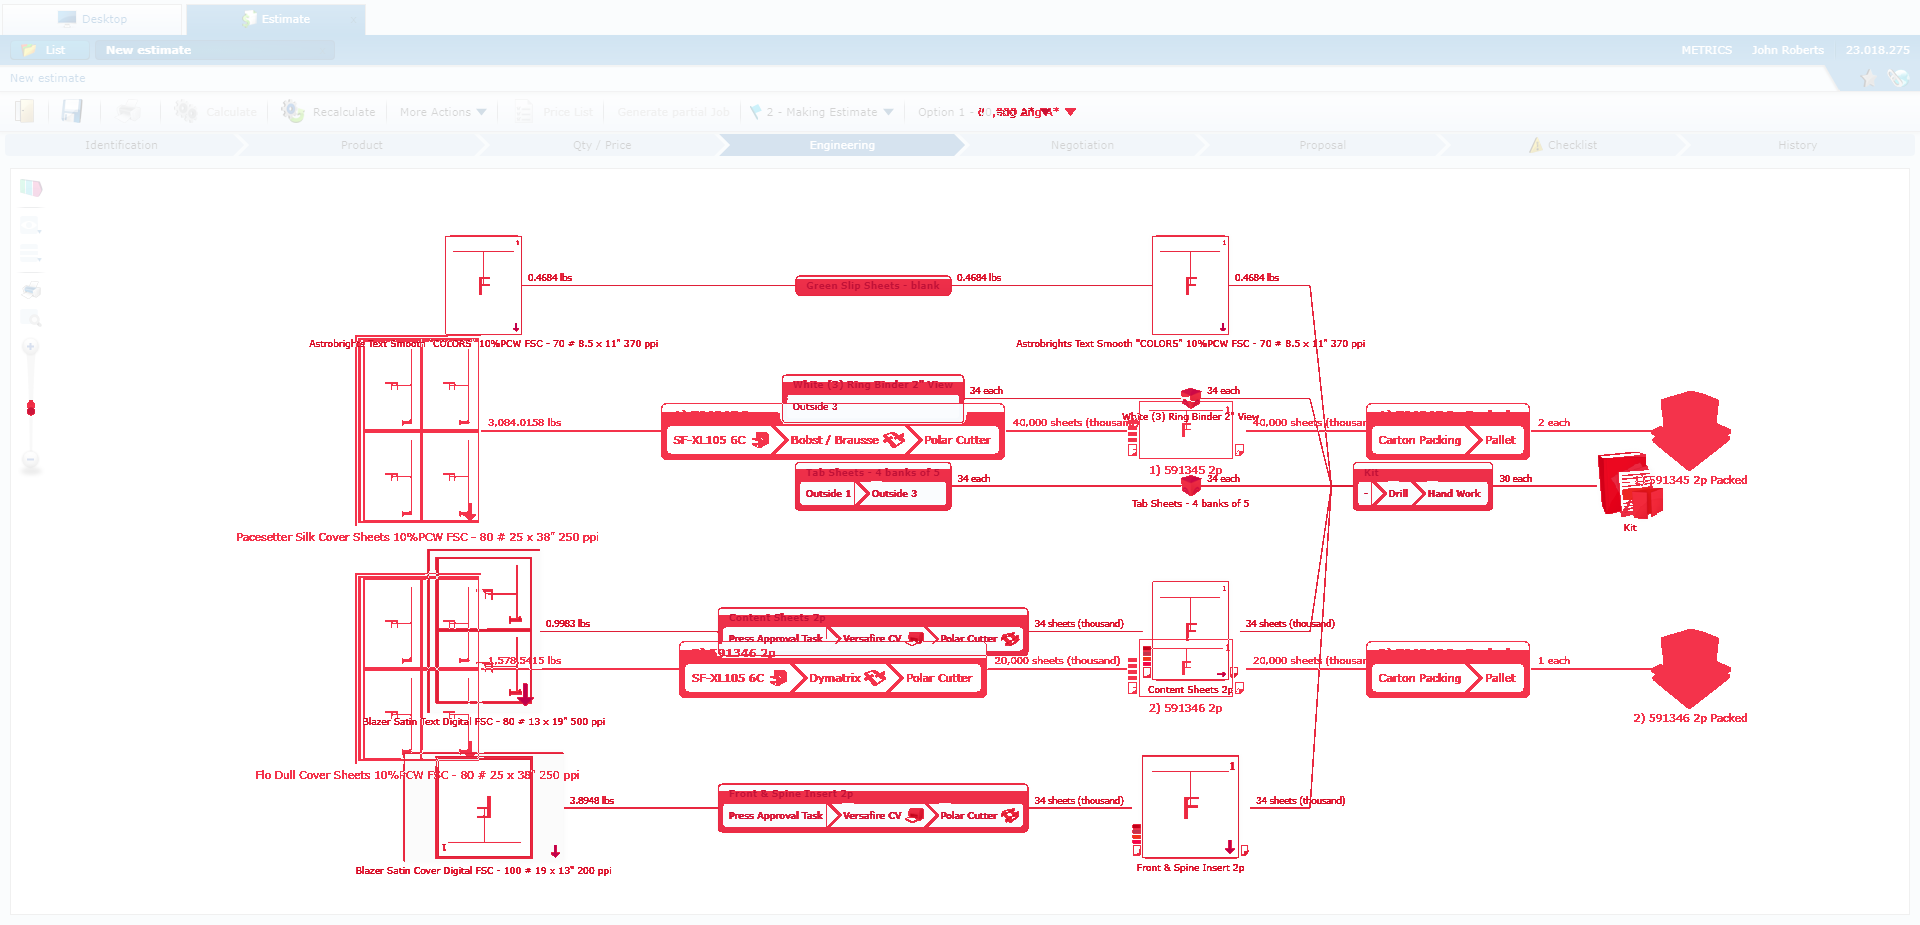 Desktop
Estimate
List
New estimate
METRICS
John Roberts
23.018.275
New estimate
Calculate
Recalculate
More Actions
Price List
Generate partial Job
2 - Making Estimate
Option 1 -
Identification
Product
Qty / Price
Engineering
Negotiation
Proposal
Checklist
History
0.4684 lbs
Green Slip Sheets - blank
0.4684 lbs
0.4684 lbs
Astrobrights Text Smooth "COLORS" 10%PCW FSC - 70 # 8.5 x 11" 370 ppi
Astrobrights Text Smooth "COLORS" 10%PCW FSC - 70 # 8.5 x 11" 370 ppi
White (3) Ring Binder 2" View
Outside 3
34 each
34 each
White (3) Ring Binder 2" View
3,084.0158 lbs
SF-XL105 6C
Bobst / Brausse
Polar Cutter
40,000 sheets (thousand)
40,000 sheets
1) 591345 2p
Carton Packing
Pallet
2 each
1) 591345 2p Packed
Tab Sheets - 4 banks of 5
Outside 1
Outside 3
34 each
34 each
Tab Sheets - 4 banks of 5
Kit
-
Drill
Hand Work
30 each
Kit
Pacesetter Silk Cover Sheets 10%PCW FSC - 80 # 25 x 38" 250 ppi
0.9983 lbs
Content Sheets 2p
Press Approval Task
Versafire CV
Polar Cutter
34 sheets (thousand)
34 sheets (thousand)
Content Sheets 2p
1,578.5415 lbs
2) 591346 2p
SF-XL105 6C
Dymatrix
Polar Cutter
20,000 sheets (thousand)
20,000 sheets
2) 591346 2p
Carton Packing
Pallet
1 each
2) 591346 2p Packed
Blazer Satin Text Digital FSC - 80 # 13 x 19" 500 ppi
Flo Dull Cover Sheets 10%PCW FSC - 80 # 25 x 38" 250 ppi
3.8948 lbs
Front & Spine Insert 2p
Press Approval Task
Versafire CV
Polar Cutter
34 sheets (thousand)
34 sheets (thousand)
Front & Spine Insert 2p
Blazer Satin Cover Digital FSC - 100 # 19 x 13" 200 ppi